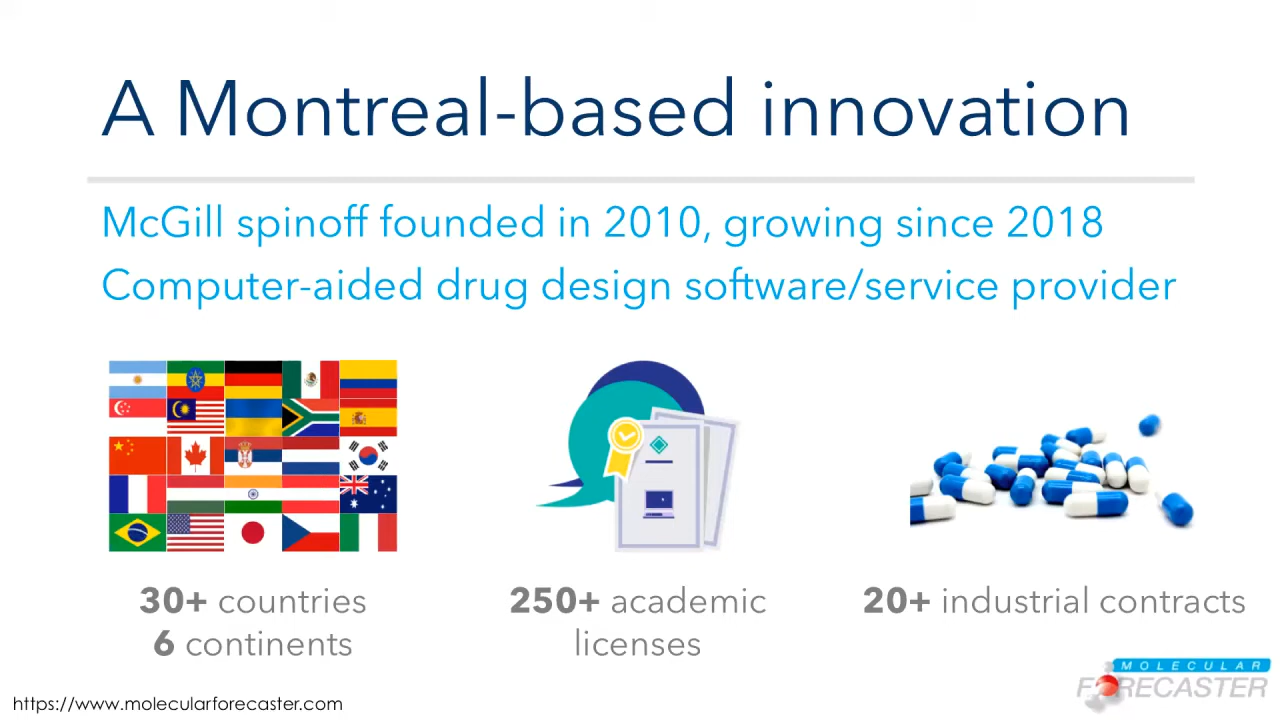 A Montreal-based innovation
McGill spinoff founded in 2010, growing since 2018
Computer-aided drug design software/service provider
30+ countries
6 continents
250+ academic
licenses
20+ industrial contracts
MOLECULAR
FORECASTER
https://www.molecularforecaster.com